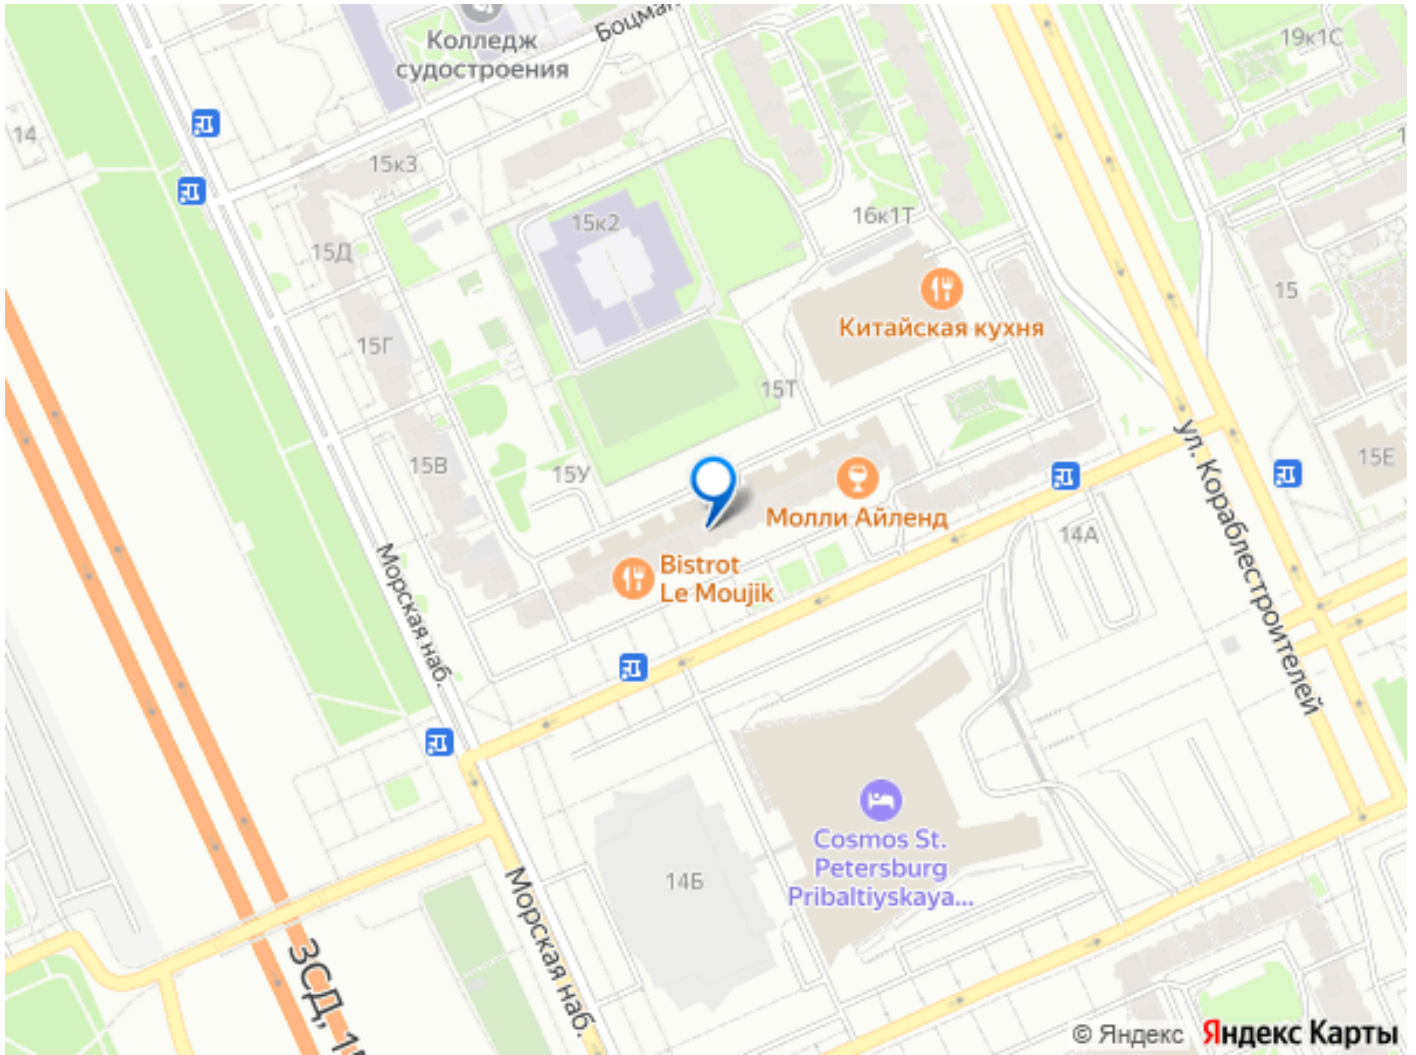 Колледж
судостроения
Боцман
19к1С
14
15к3
15к2
16к1Т
15Д
15
Китайская кухня
15Г
15Т
15В
15У
15Е
ул. Кораблестроителей
Молли Айленд
14А
Bistrot
Le Moujik
Морская наб.
Cosmos St.
Petersburg
Pribaltiyskaya...
14Б
Морская наб.
ЗСД,
© Яндекс Яндекс Карты